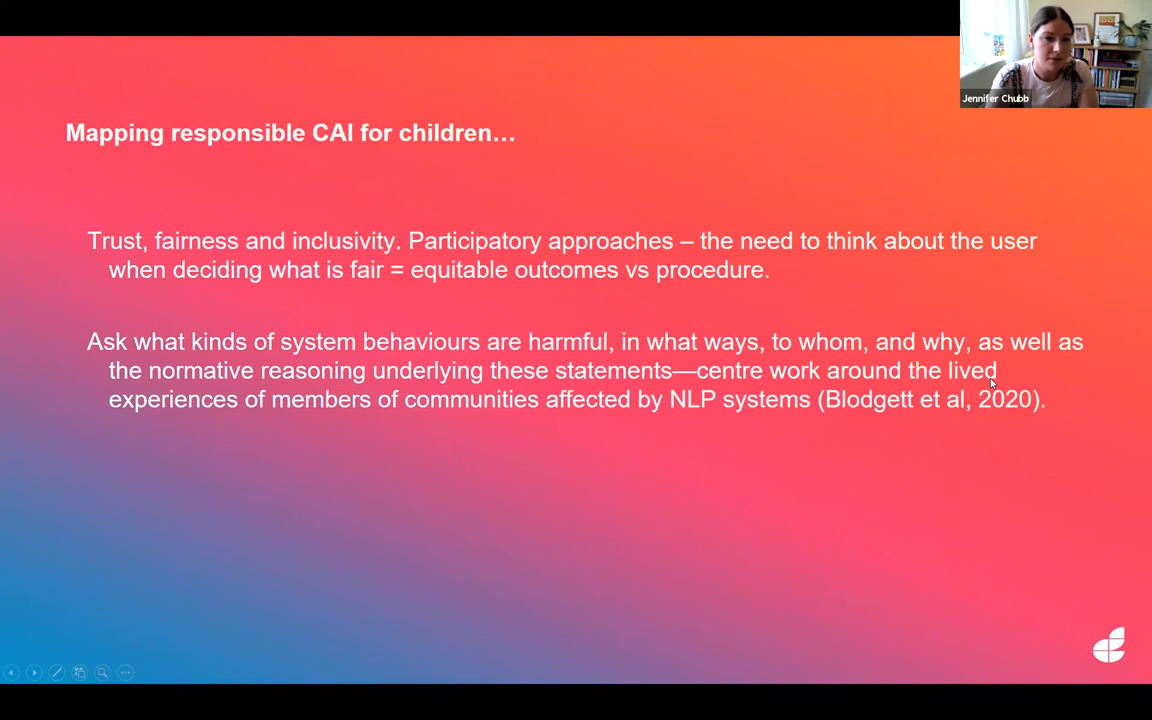 Jennifer Chubb
Mapping responsible CAI for children…
Trust, fairness and inclusivity. Participatory approaches – the need to think about the user
when deciding what is fair = equitable outcomes vs procedure.
Ask what kinds of system behaviours are harmful, in what ways, to whom, and why, as well as
the normative reasoning underlying these statements—centre work around the lived
experiences of members of communities affected by NLP systems (Blodgett et al, 2020).